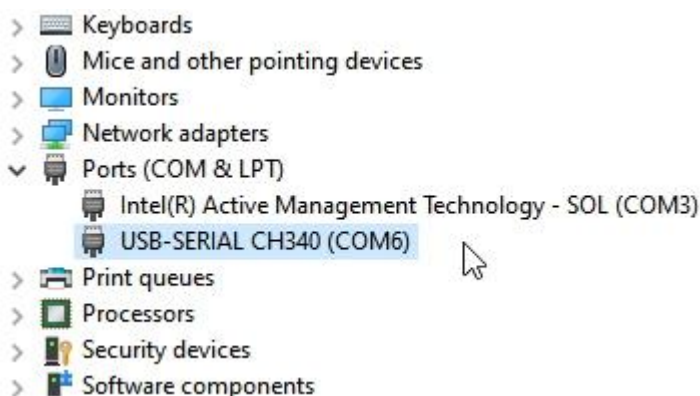 Keyboards
Mice and other pointing devices
Monitors
Network adapters
Ports (COM & LPT)
Intel(R) Active Management Technology - SOL (COM3)
USB-SERIAL CH340 (COM6)
Print queues
Processors
Security devices
Software components